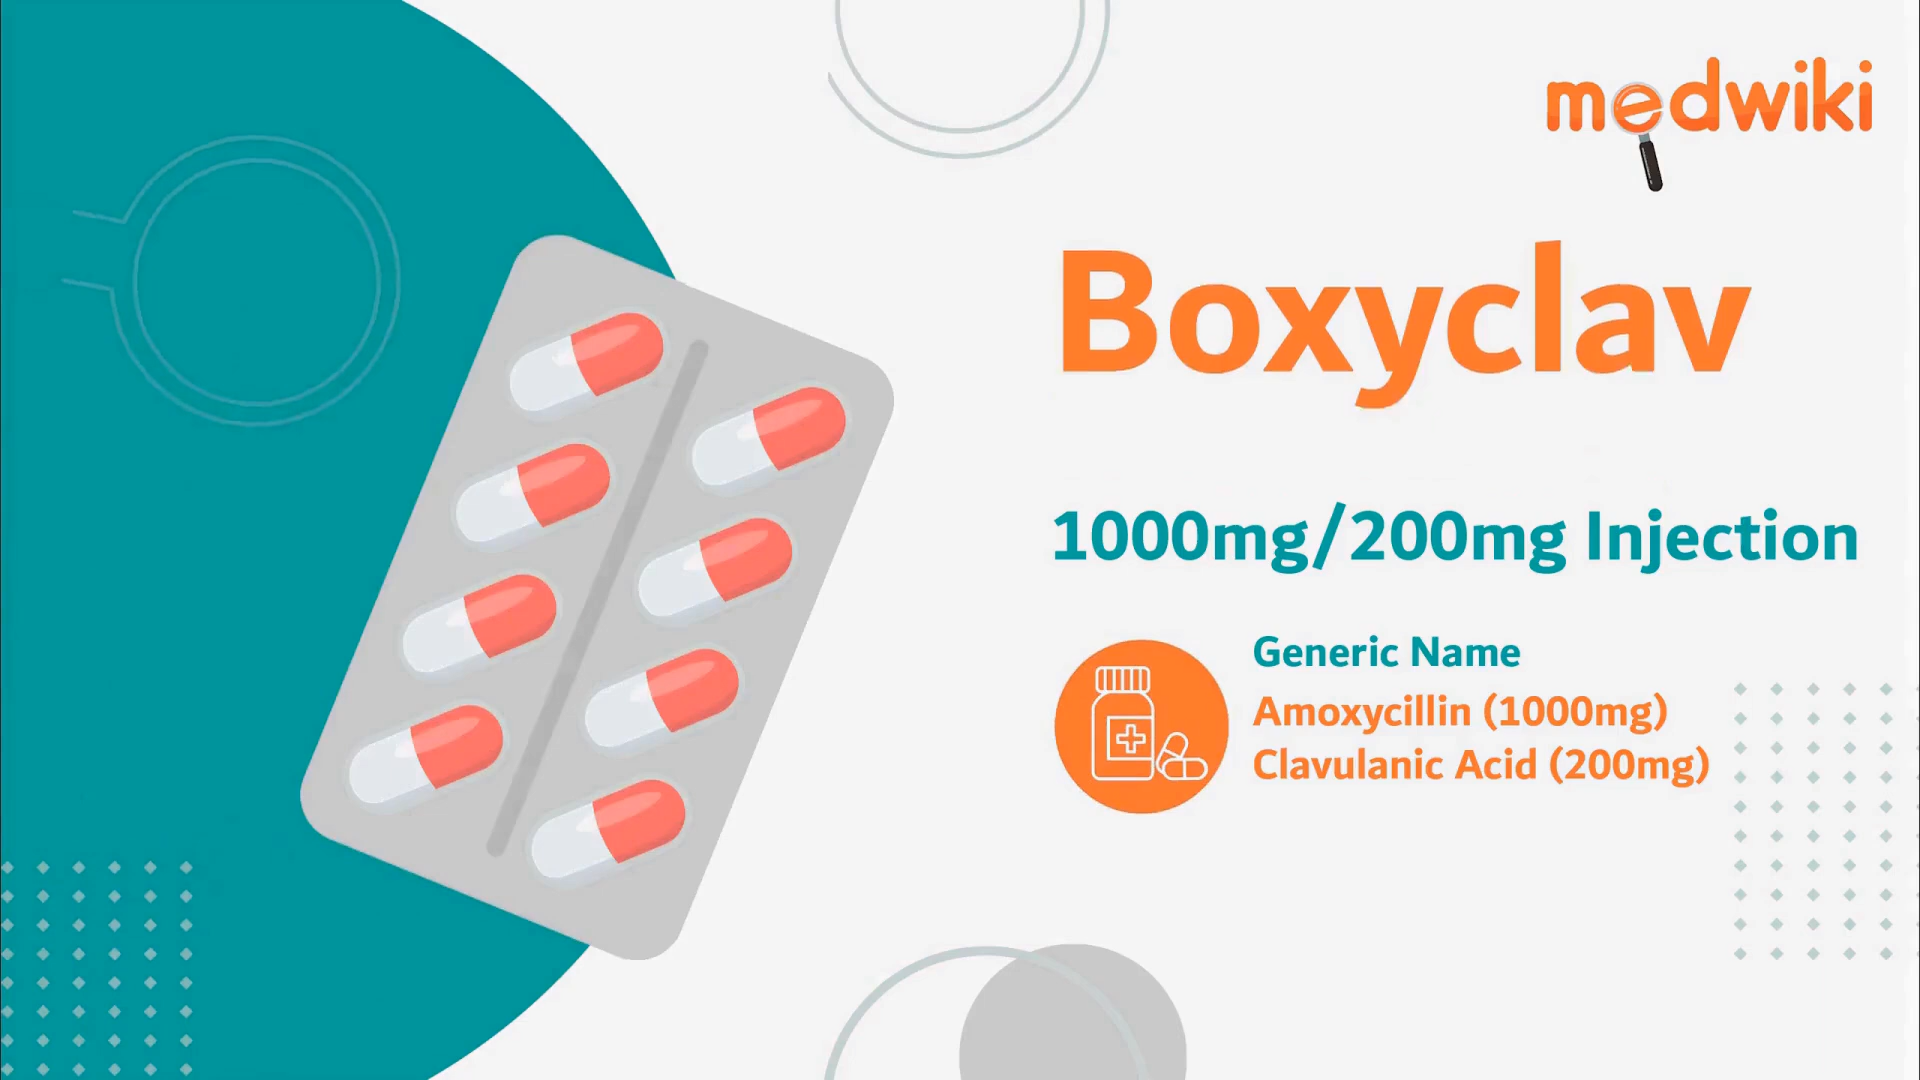 medwiki
Boxyclav
1000mg/200mg Injection
Generic Name
Amoxycillin (1000mg)
Clavulanic Acid (200mg)